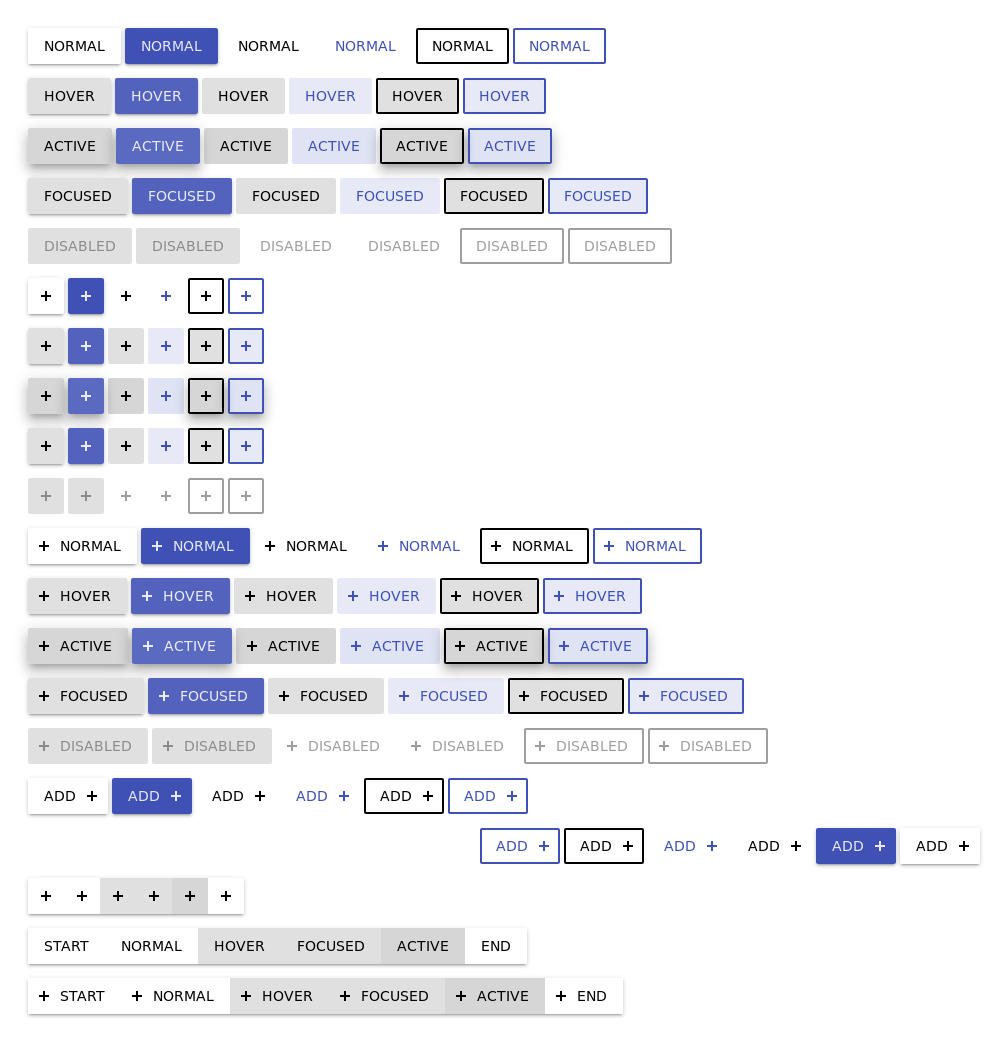 NORMAL NORMAL NORMAL NORMAL NORMAL NORMAL
HOVER HOVER HOVER HOVER HOVER HOVER
ACTIVE ACTIVE ACTIVE ACTIVE ACTIVE ACTIVE
FOCUSED FOCUSED FOCUSED FOCUSED FOCUSED FOCUSED
DISABLED DISABLED DISABLED DISABLED DISABLED DISABLED
+ + + + + +
+ + + + + +
+ + + + + +
+ + + + + +
+ + + + + +
+ NORMAL + NORMAL + NORMAL + NORMAL + NORMAL + NORMAL
+ HOVER + HOVER + HOVER + HOVER + HOVER + HOVER
+ ACTIVE + ACTIVE + ACTIVE + ACTIVE + ACTIVE + ACTIVE
+ FOCUSED + FOCUSED + FOCUSED + FOCUSED + FOCUSED + FOCUSED
+ DISABLED + DISABLED + DISABLED + DISABLED + DISABLED + DISABLED
ADD + ADD + ADD + ADD + ADD + ADD +
ADD + ADD + ADD + ADD + ADD + ADD +
+ + + + + +
START NORMAL HOVER FOCUSED ACTIVE END
+ START + NORMAL + HOVER + FOCUSED + ACTIVE + END